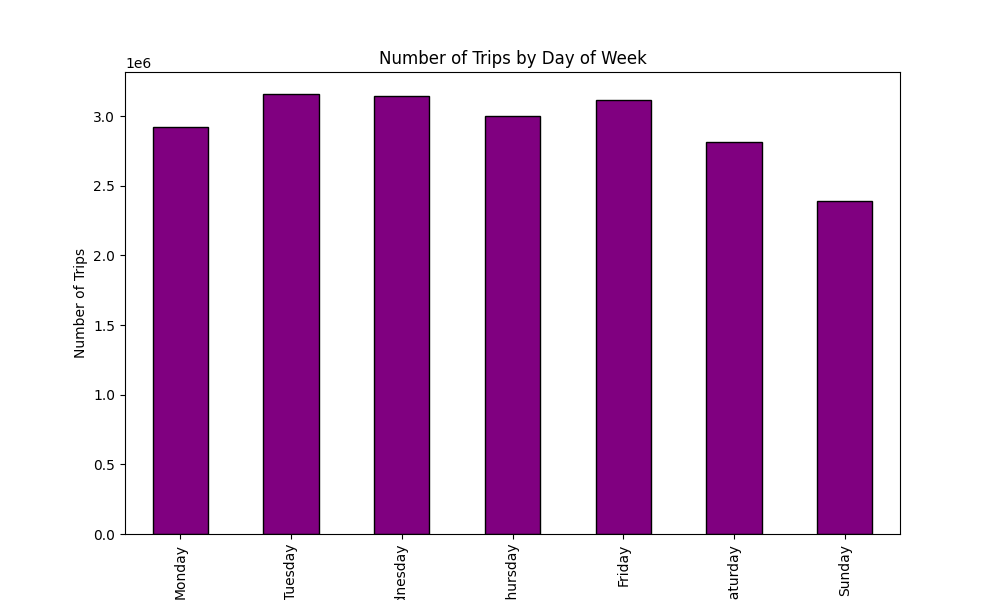 Number of Trips by Day of Week
1e6
Number of Trips
3.0
2.5
2.0
1.5
1.0
0.5
0.0
Monday
Tuesday
dnesday
hursday
Friday
aturday
Sunday